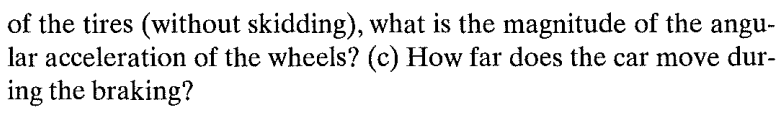 of the tires (without skidding), what is the magnitude of the angu-
lar acceleration of the wheels? (c) How far does the car move dur-
ing the braking?